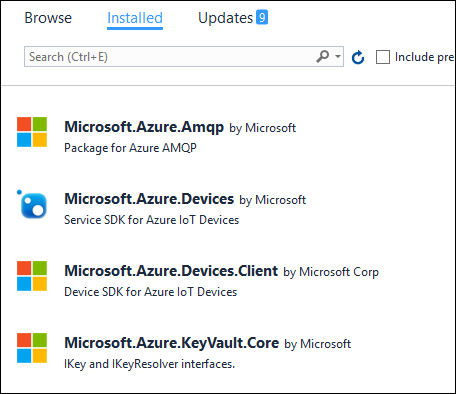 Browse Installed Updates 9
Search (Ctrl+E) Include pre
Microsoft.Azure.Amqp by Microsoft
Package for Azure AMQP
Microsoft.Azure.Devices by Microsoft
Service SDK for Azure IoT Devices
Microsoft.Azure.Devices.Client by Microsoft Corp
Device SDK for Azure IoT Devices
Microsoft.Azure.KeyVault.Core by Microsoft
IKey and IKeyResolver interfaces.